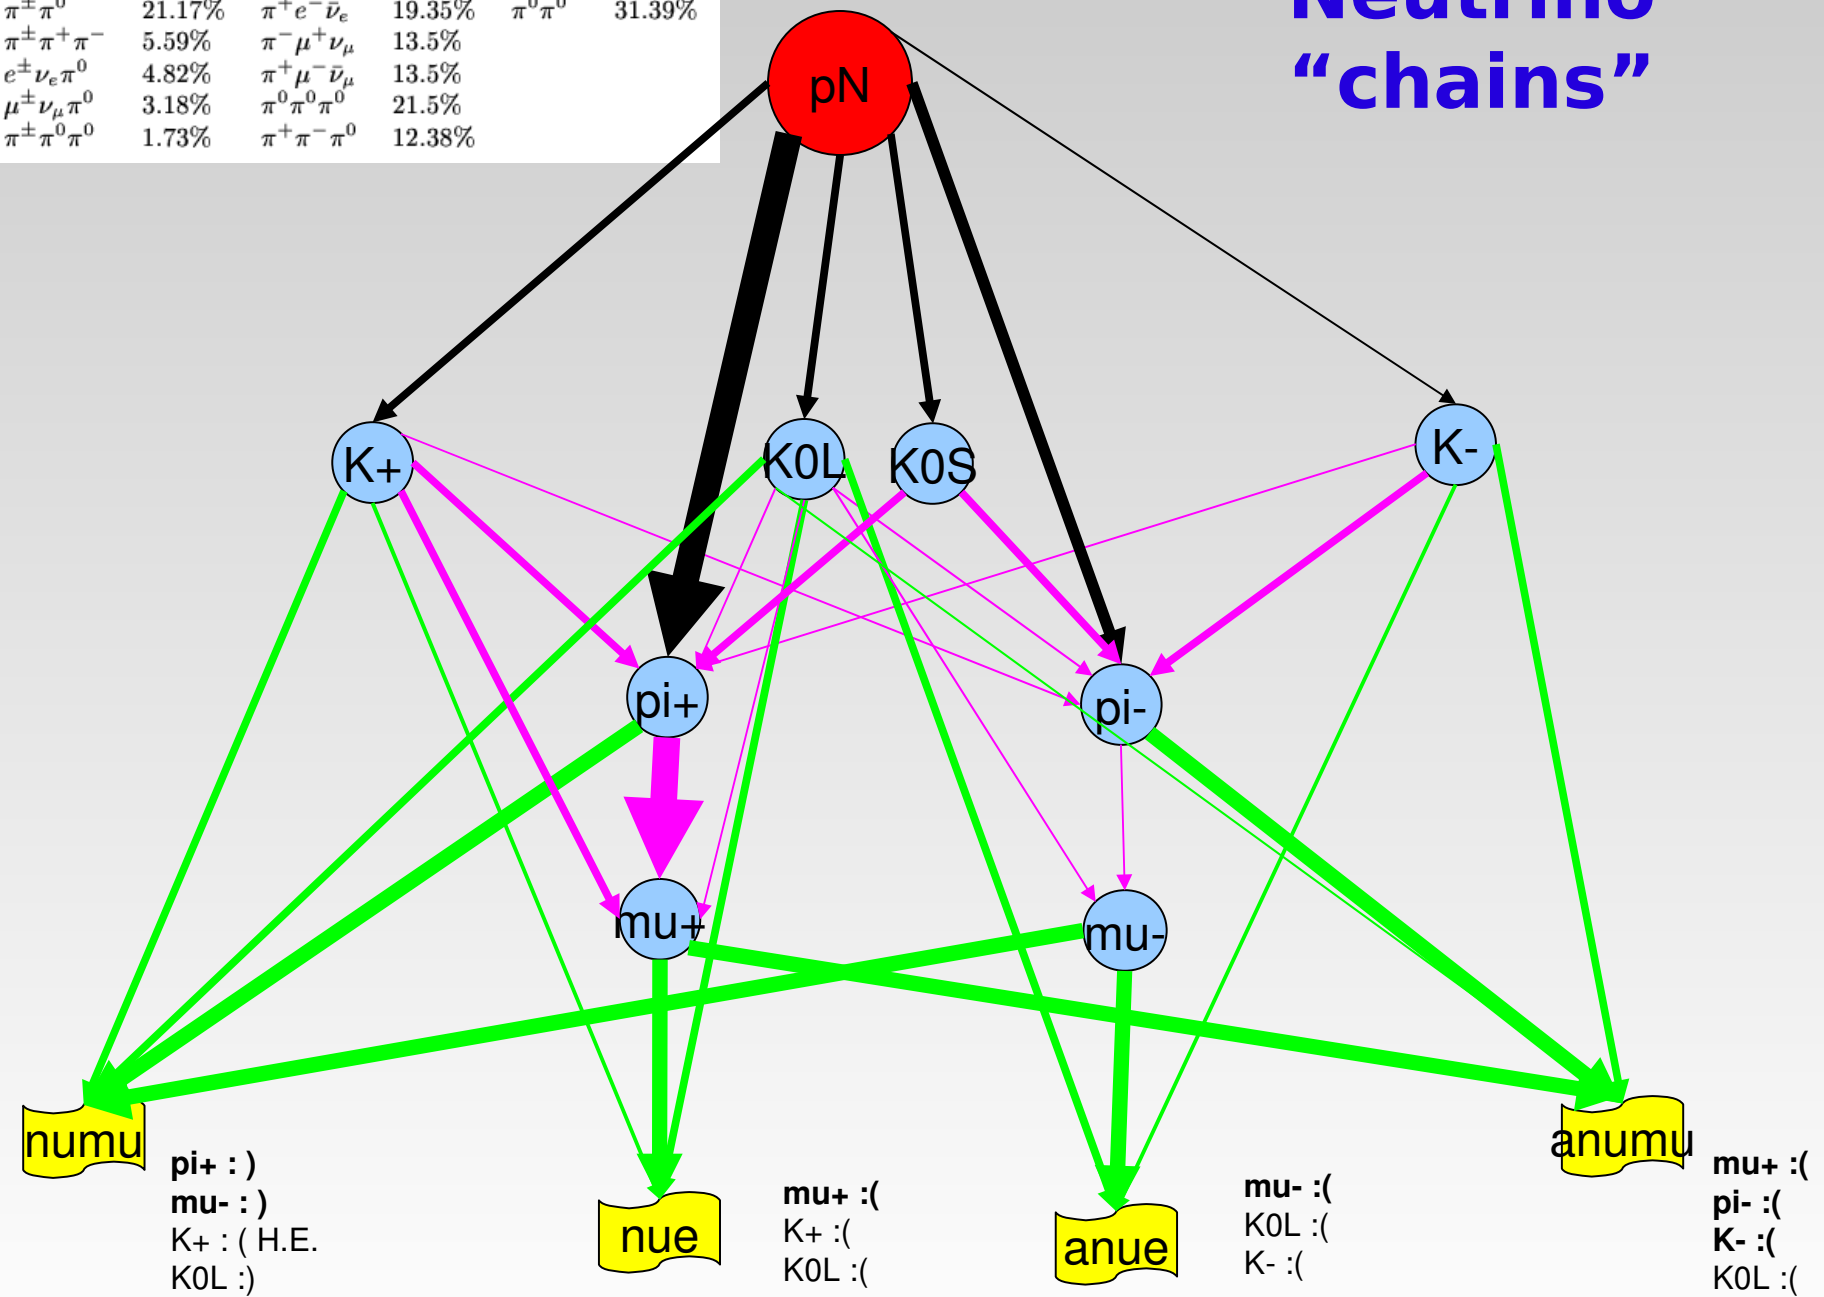 π±π0 21.17% π+e−ν̄e 19.35% π0π0 31.39%
π±π+π− 5.59% π−μ+νμ 13.5%
e±νeπ0 4.82% π+μ−ν̄μ 13.5%
μ±νμπ0 3.18% π0π0π0 21.5%
π±π0π0 1.73% π+π−π0 12.38%
Neutrino
“chains”
pN
K+
K0L
K0S
K-
pi+
pi-
mu+
mu-
numu
nue
anue
anumu
pi+ : )
mu- : )
K+ : ( H.E.
K0L :)
mu+ :(
K+ :(
K0L :(
mu- :(
K0L :(
K- :(
mu+ :(
pi- :(
K- :(
K0L :(